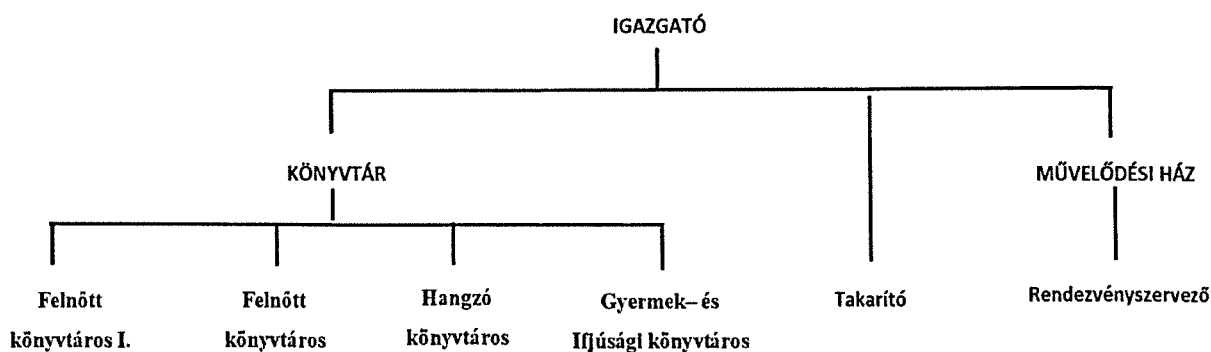 IGAZGATÓ
KÖNYVTÁR
MŰVELŐDÉSI HÁZ
Felnőtt
könyvtáros I.
Felnőtt
könyvtáros
Hangzó
könyvtáros
Gyermek– és
Ifjúsági könyvtáros
Takarító
Rendezvényszervező